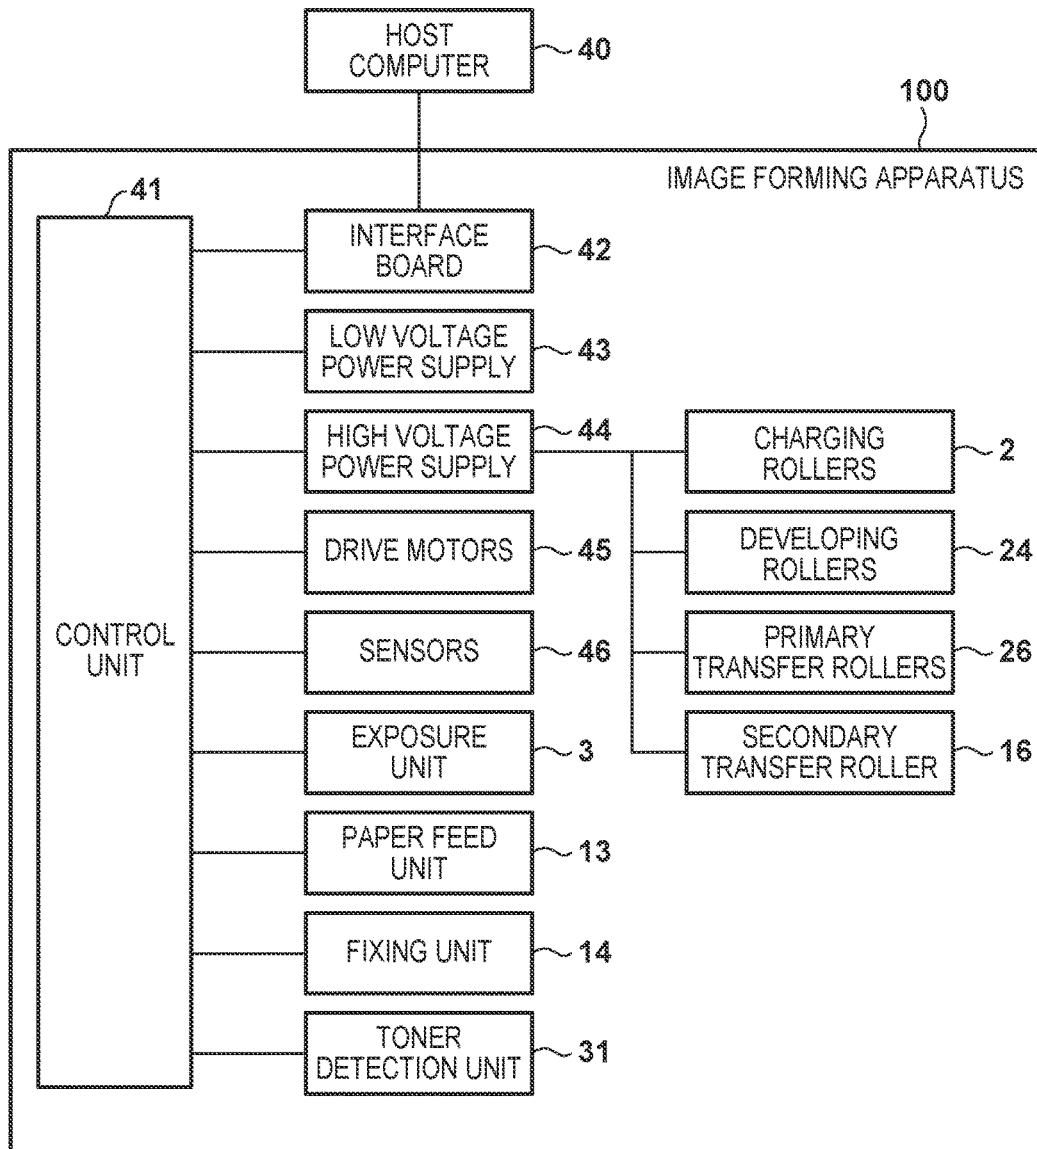 HOST
COMPUTER
40
100
IMAGE FORMING APPARATUS
41
CONTROL
UNIT
INTERFACE
BOARD
42
LOW VOLTAGE
POWER SUPPLY
43
HIGH VOLTAGE
POWER SUPPLY
44
CHARGING
ROLLERS
2
DRIVE MOTORS
45
DEVELOPING
ROLLERS
24
SENSORS
46
PRIMARY
TRANSFER ROLLERS
26
EXPOSURE
UNIT
3
SECONDARY
TRANSFER ROLLER
16
PAPER FEED
UNIT
13
FIXING UNIT
14
TONER
DETECTION UNIT
31